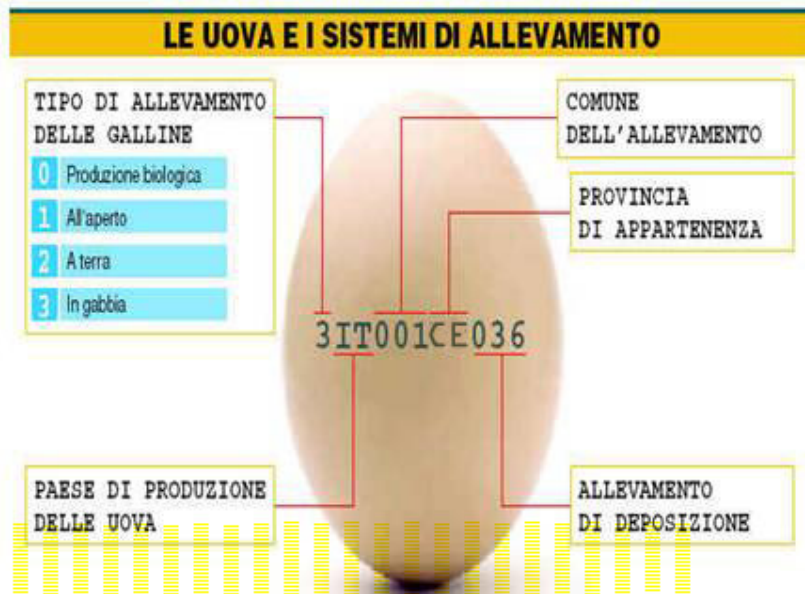 LE UOVA E I SISTEMI DI ALLEVAMENTO
TIPO DI ALLEVAMENTO
DELLE GALLINE
0 Produzione biologica
1 All'aperto
2 A terra
3 In gabbia
COMUNE
DELL'ALLEVAMENTO
PROVINCIA
DI APPARTENENZA
3IT001CE036
PAESE DI PRODUZIONE
DELLE UOVA
ALLEVAMENTO
DI DEPOSIZIONE